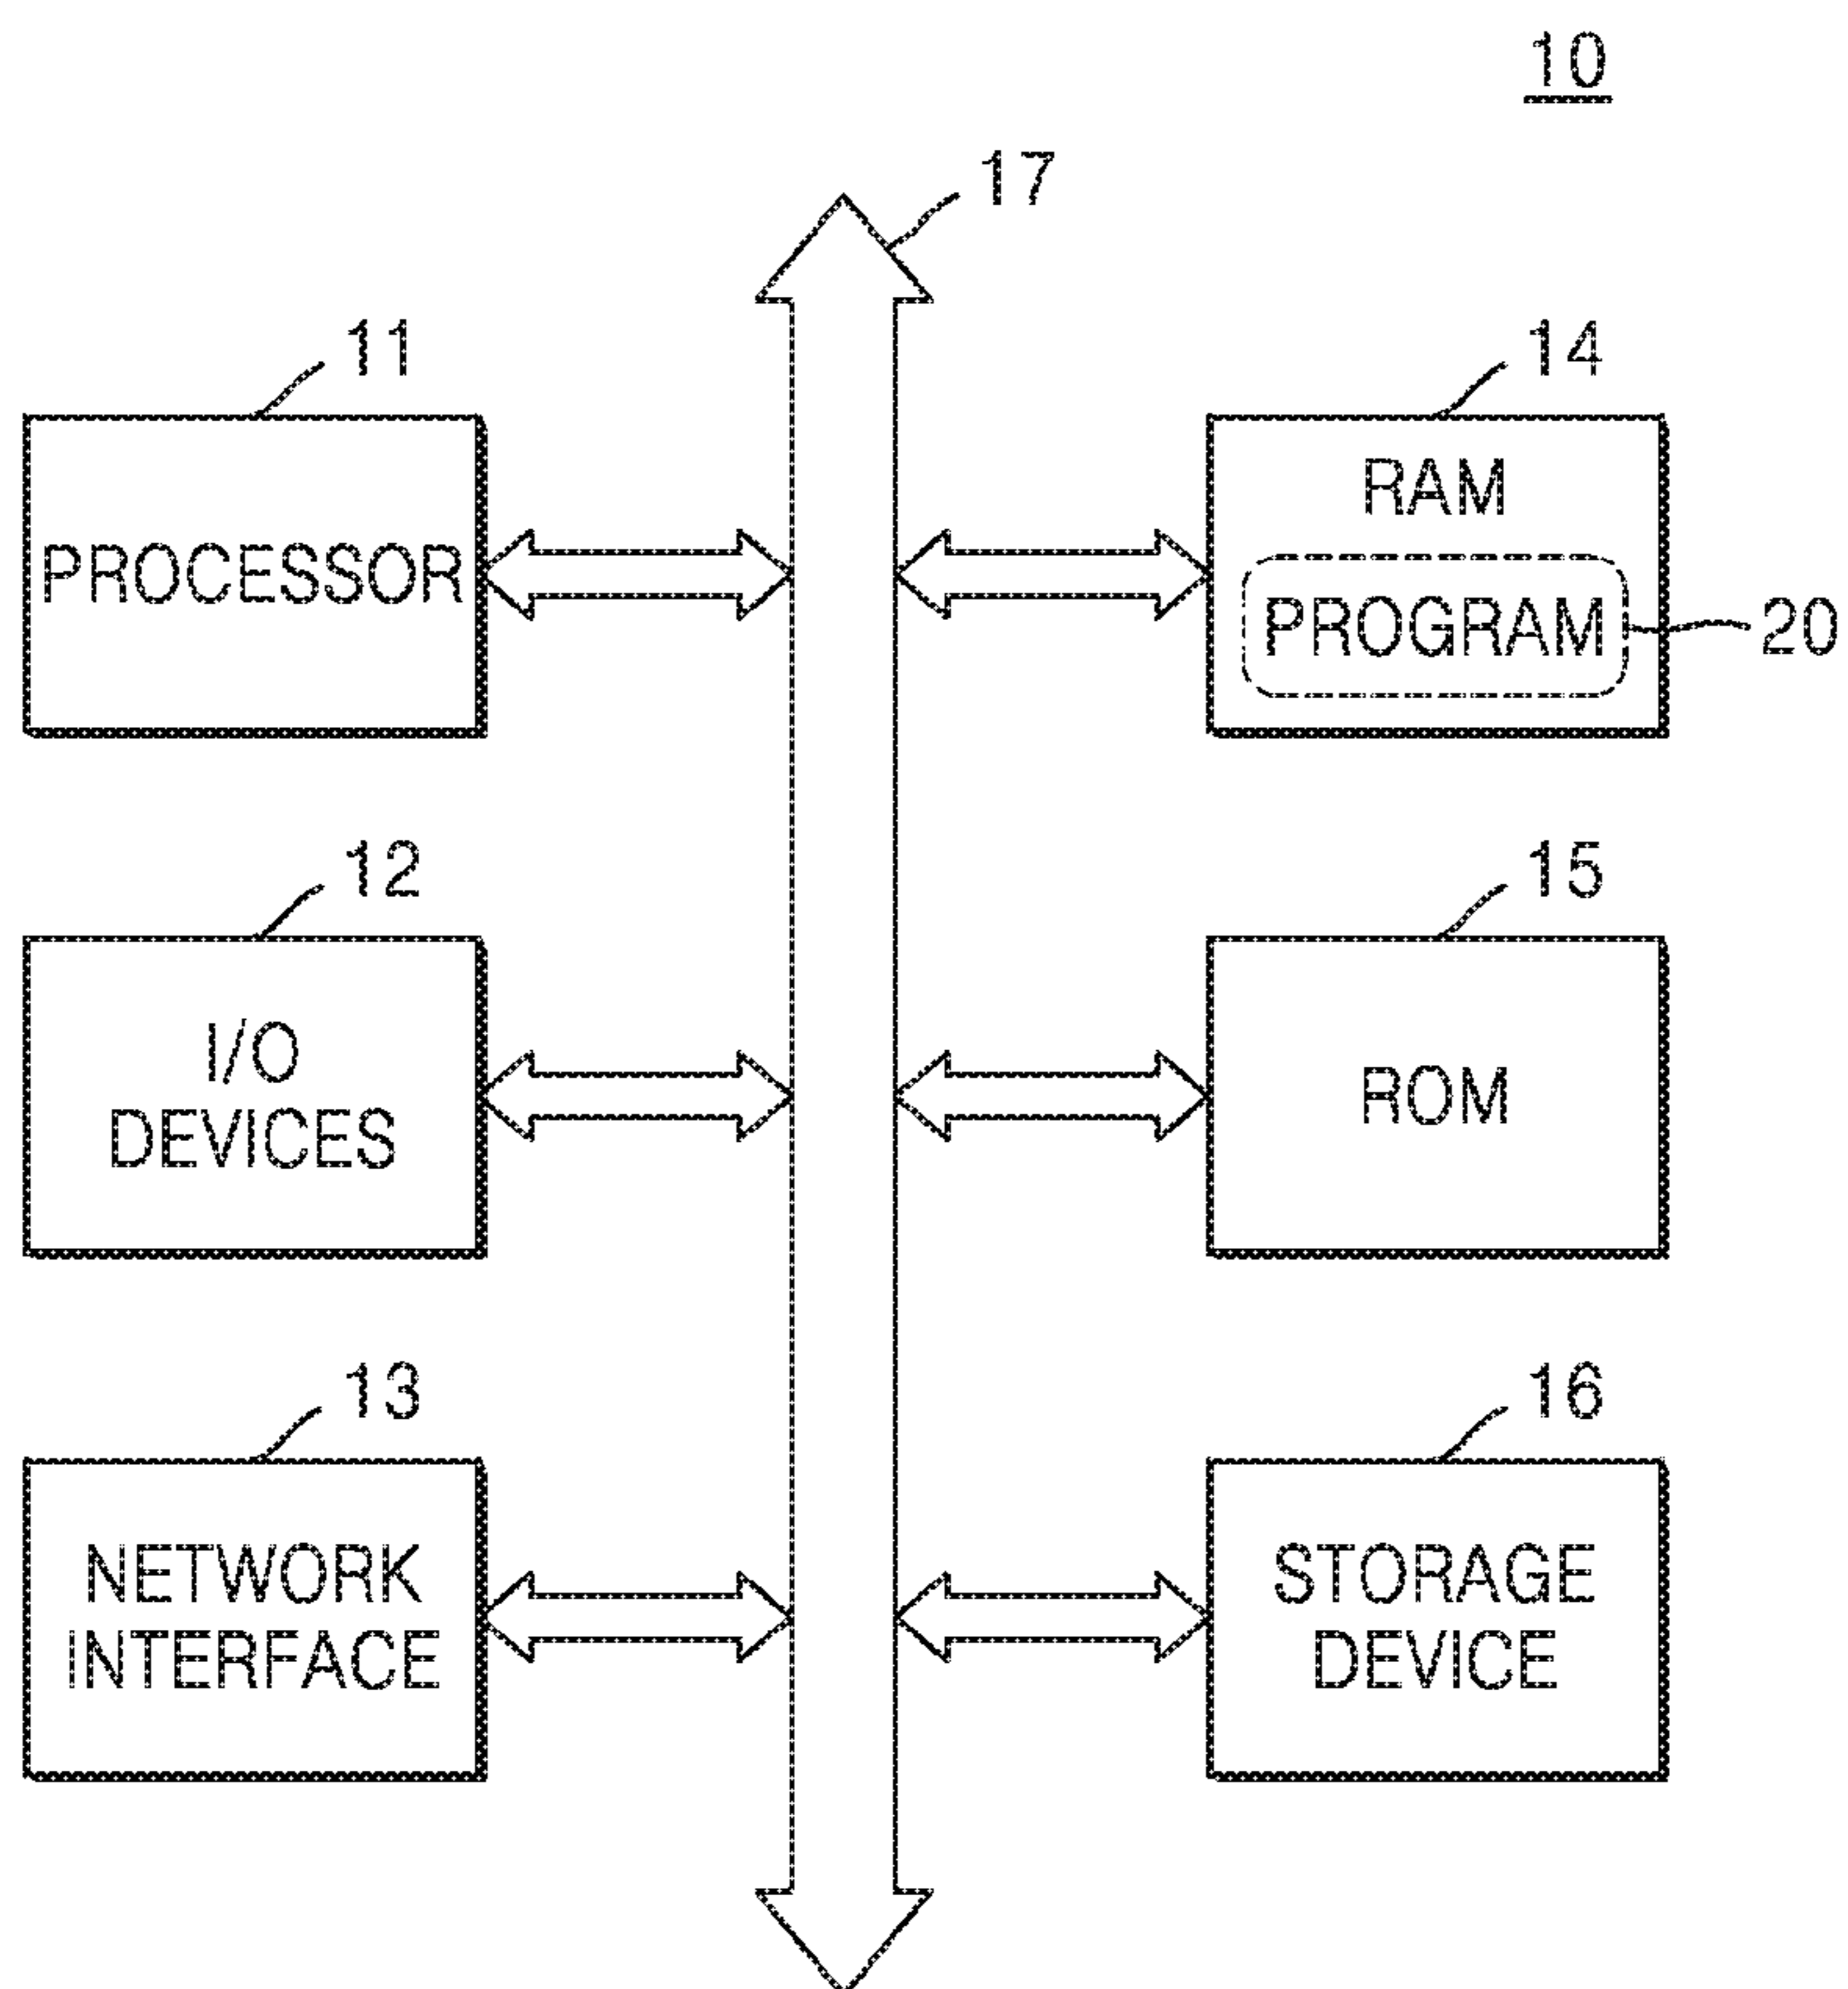 10
17
11
PROCESSOR
14
RAM
PROGRAM
20
12
I/O
DEVICES
15
ROM
13
NETWORK
INTERFACE
16
STORAGE
DEVICE